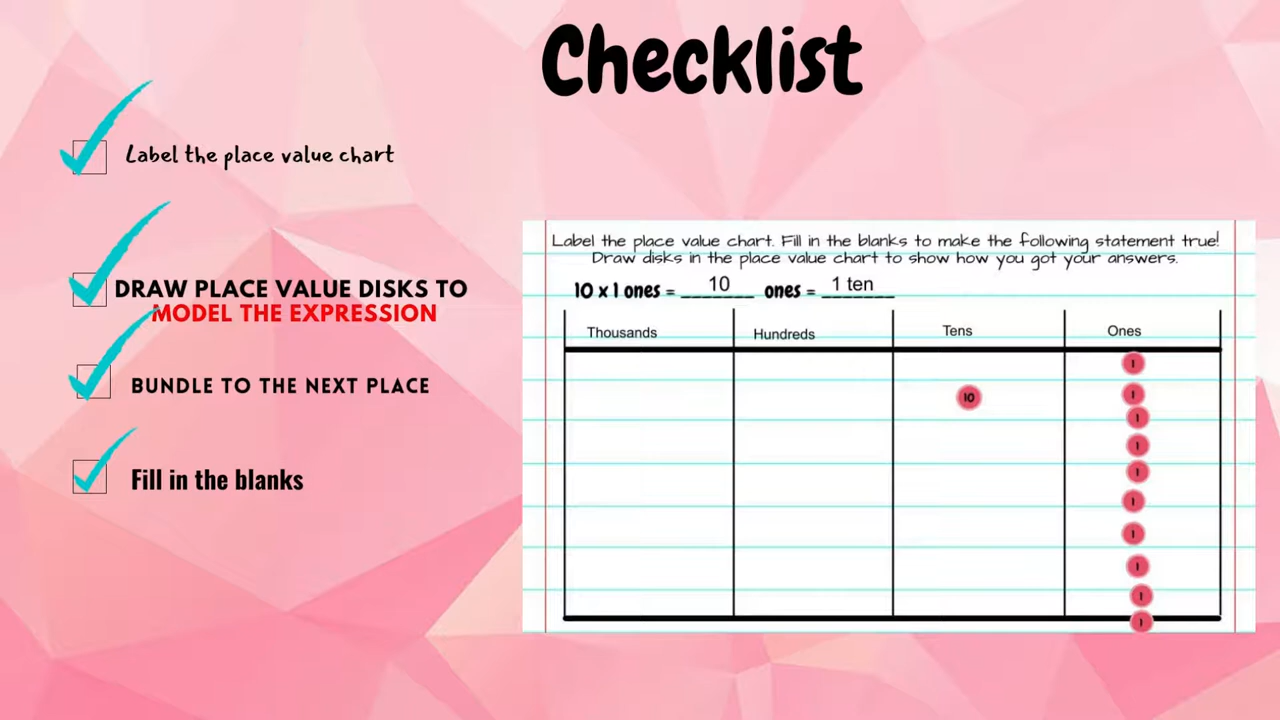 Checklist
Label the place value chart
DRAW PLACE VALUE DISKS TO
MODEL THE EXPRESSION
BUNDLE TO THE NEXT PLACE
Fill in the blanks
Label the place value chart. Fill in the blanks to make the following statement true!
Draw disks in the place value chart to show how you got your answers.
10 x 1 ones = 10 ones = 1 ten
Thousands Hundreds Tens Ones
1
10 1
1
1
1
1
1
1
1
1